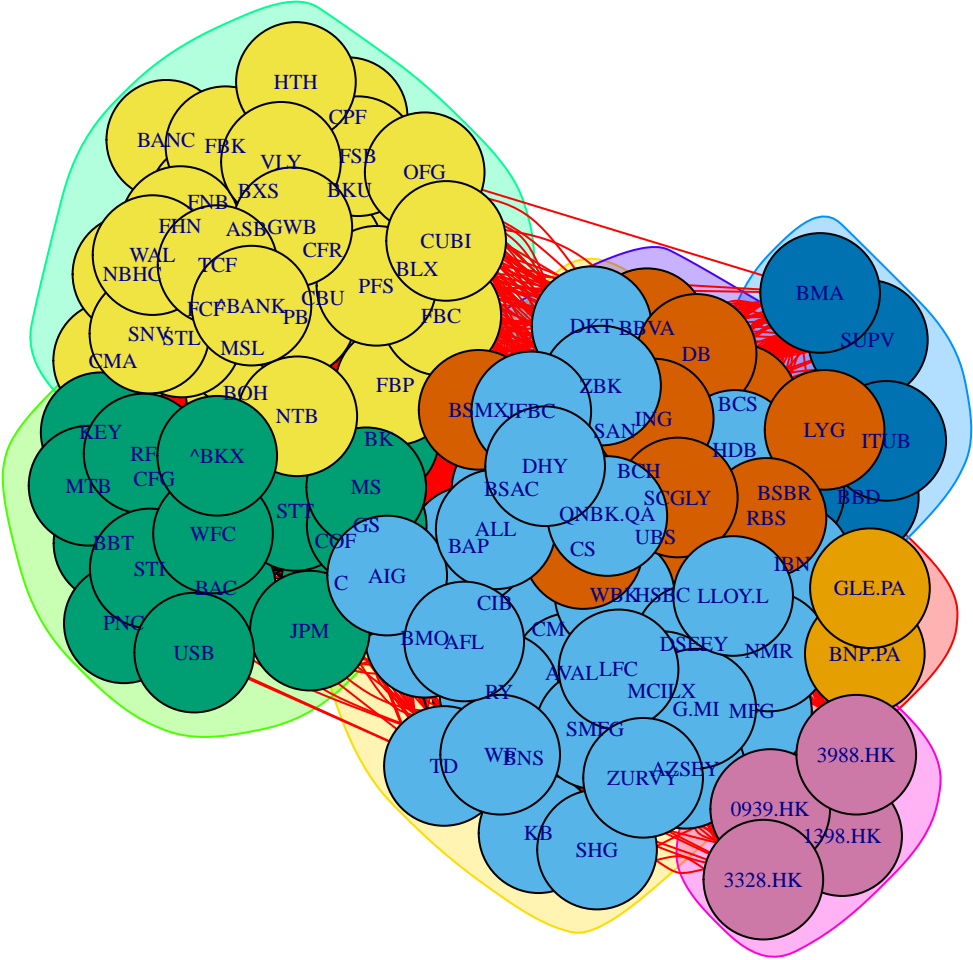 HTH
CPF
BANC
FBK
VLY
FSB
OFG
BXS
BKU
FNB
FHN
ASB
GWB
CUBI
WAL
CFR
TCF
NBHC
BLX
PFS
BMA
CBU
FCF
^BANK
PB
FBC
SNV
STL
DKT
BBVA
SUPV
MSL
DB
CMA
FBP
ZBK
BOH
BCS
NTB
BSMX
IFBC
ING
KEY
BK
SAN
LYG
ITUB
RF
^BKX
HDB
CFG
DHY
BCH
MTB
MS
BSAC
SCGLY
BSBR
BBD
STT
QNBK.QA
RBS
GS
ALL
WFC
COF
UBS
BBT
BAP
CS
IBN
STI
AIG
C
BAC
GLE.PA
WBK
HSBC
LLOY.L
CIB
PNC
JPM
CM
BMO
AFL
DSEEY
NMR
USB
BNP.PA
AVAL
LFC
RY
MCILX
G.MI
MFG
SMFG
WF
BNS
3988.HK
TD
AZSEY
ZURVY
0939.HK
KB
1398.HK
SHG
3328.HK